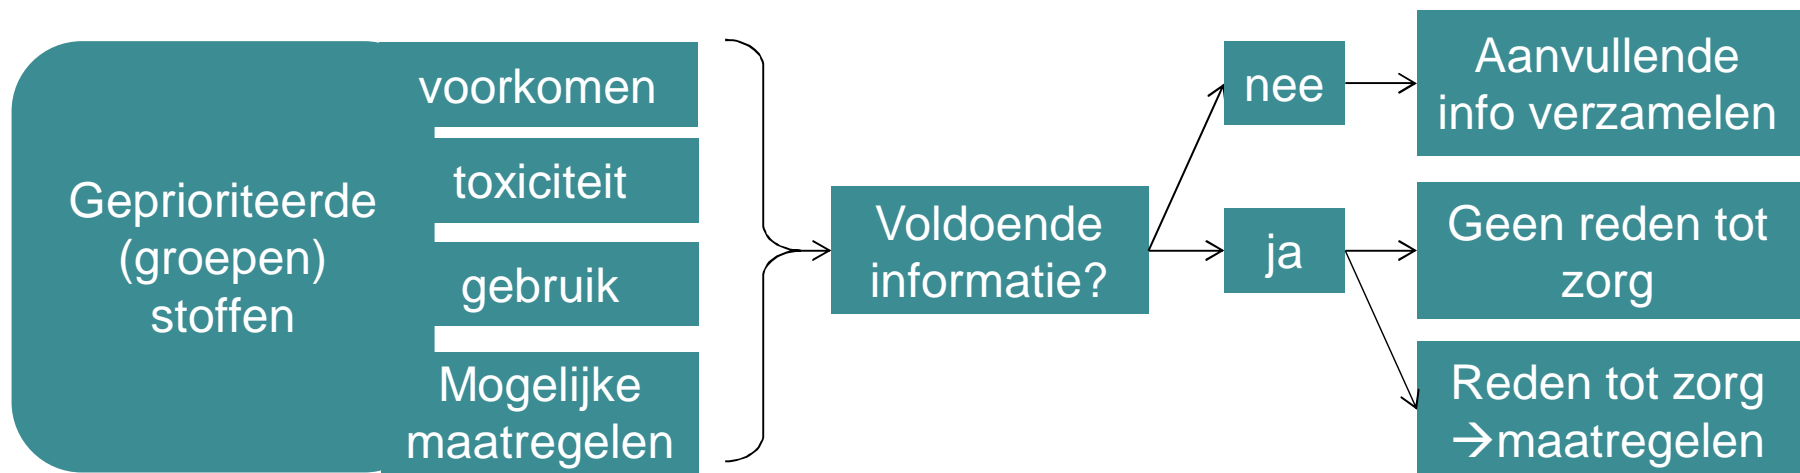 Geprioriteerde
(groepen)
stoffen
voorkomen
toxiciteit
gebruik
Mogelijke
maatregelen
Voldoende
informatie?
nee
ja
Aanvullende
info verzamelen
Geen reden tot
zorg
Reden tot zorg
→maatregelen